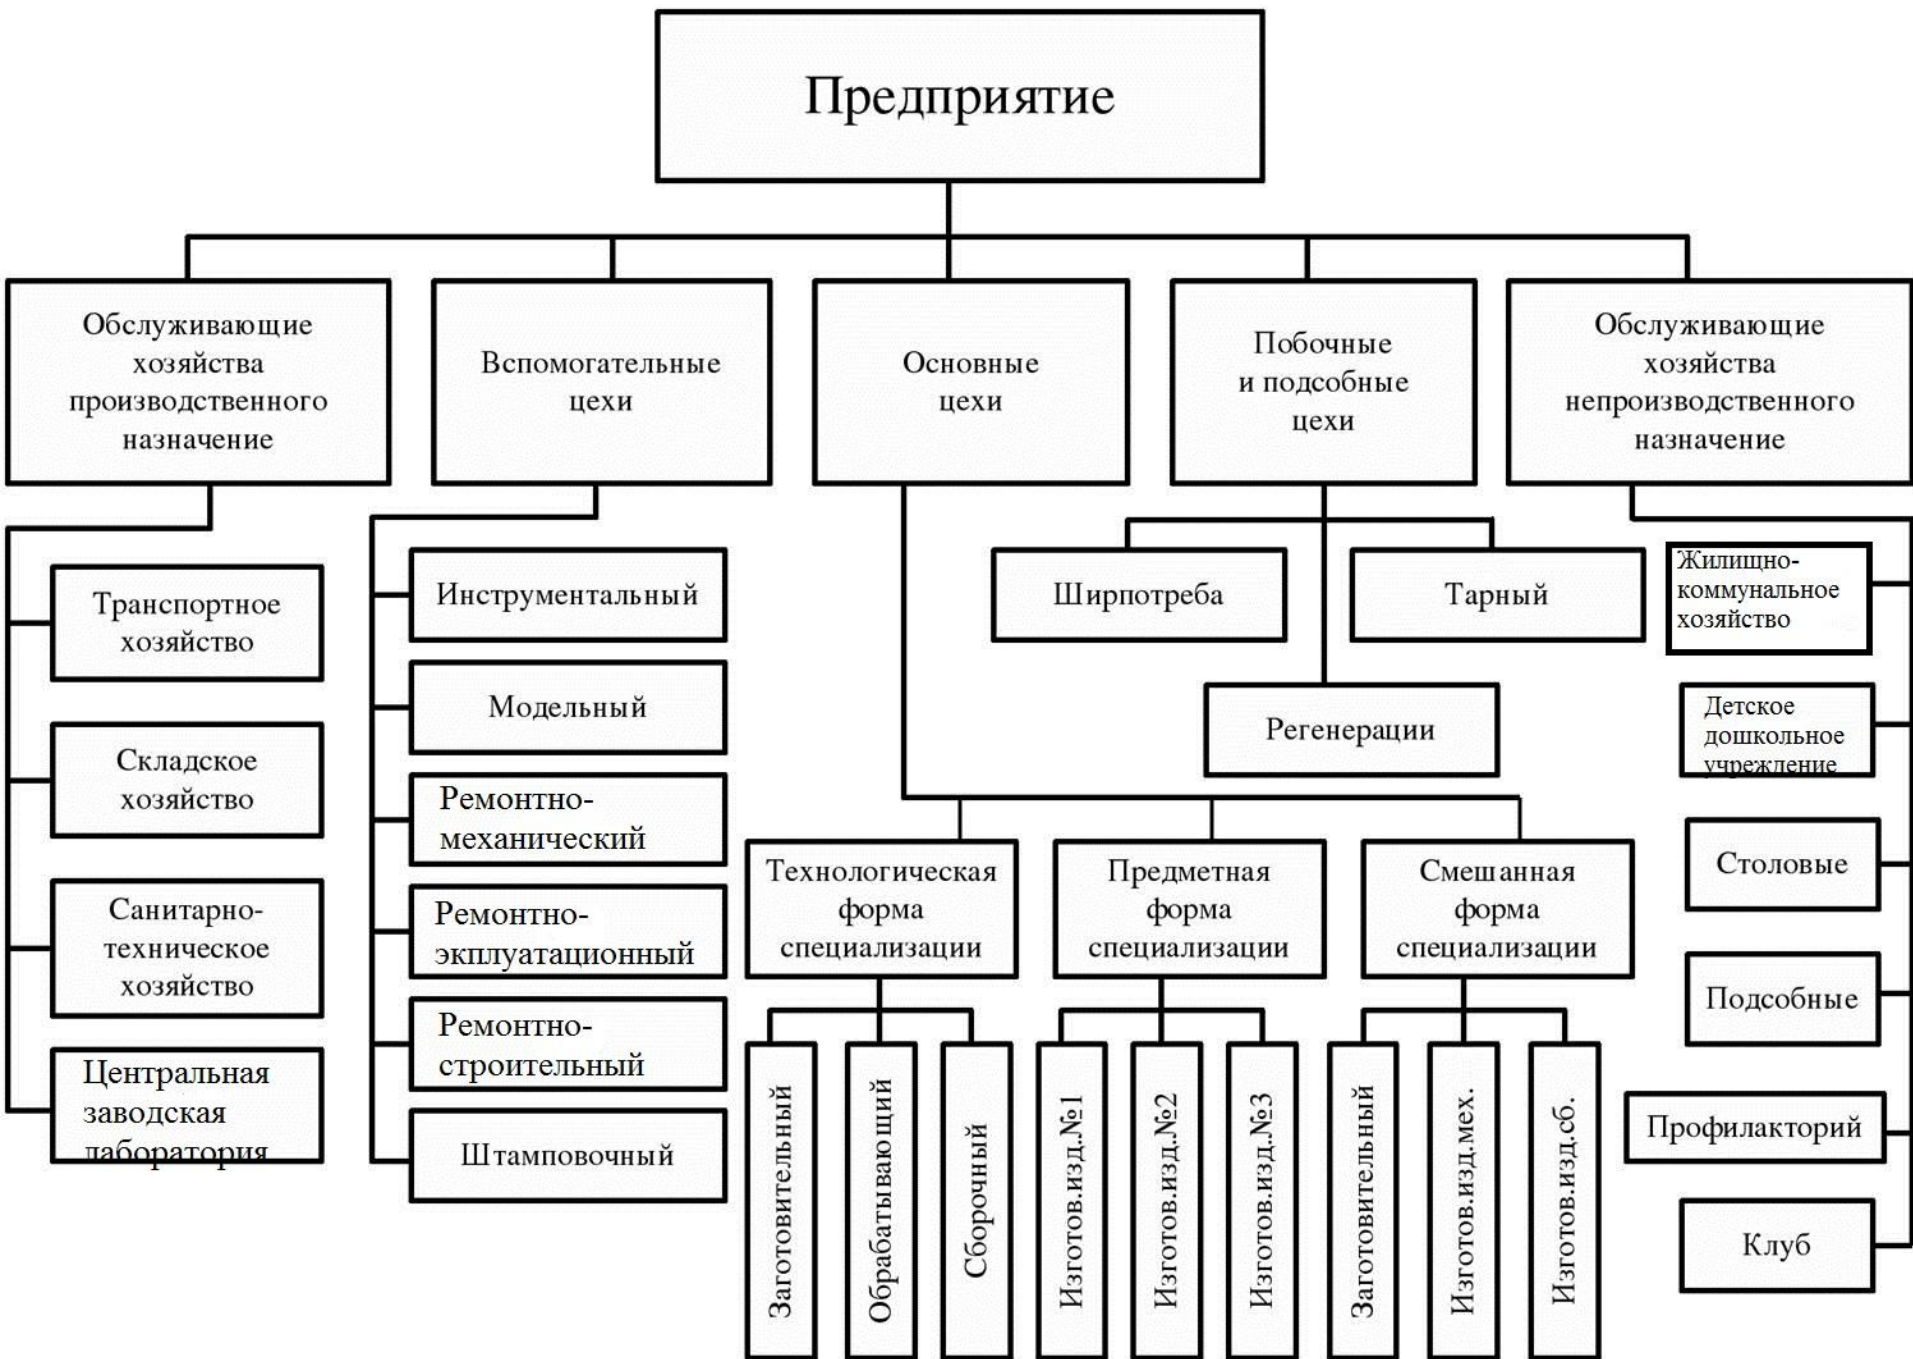 Предприятие
Обслуживающие
хозяйства
производственного
назначение
Вспомогательные
цехи
Основные
цехи
Побочные
и подсобные
цехи
Обслуживающие
хозяйства
непроизводственного
назначение
Транспортное
хозяйство
Складское
хозяйство
Санитарно-
техническое
хозяйство
Центральная
заводская
лаборатория
Инструментальный
Модельный
Ремонтно-
механический
Ремонтно-
экплуатационный
Ремонтно-
строительный
Штамповочный
Ширпотреба
Тарный
Регенерации
Технологическая
форма
специализации
Предметная
форма
специализации
Смешанная
форма
специализации
Заготовительный
Обрабатывающий
Сборочный
Изготов.изд.№1
Изготов.изд.№2
Изготов.изд.№3
Заготовительный
Изготов.изд.мех.
Изготов.изд.сб.
Жилищно-
коммунальное
хозяйство
Детское
дошкольное
учреждение
Столовые
Подсобные
Профилакторий
Клуб